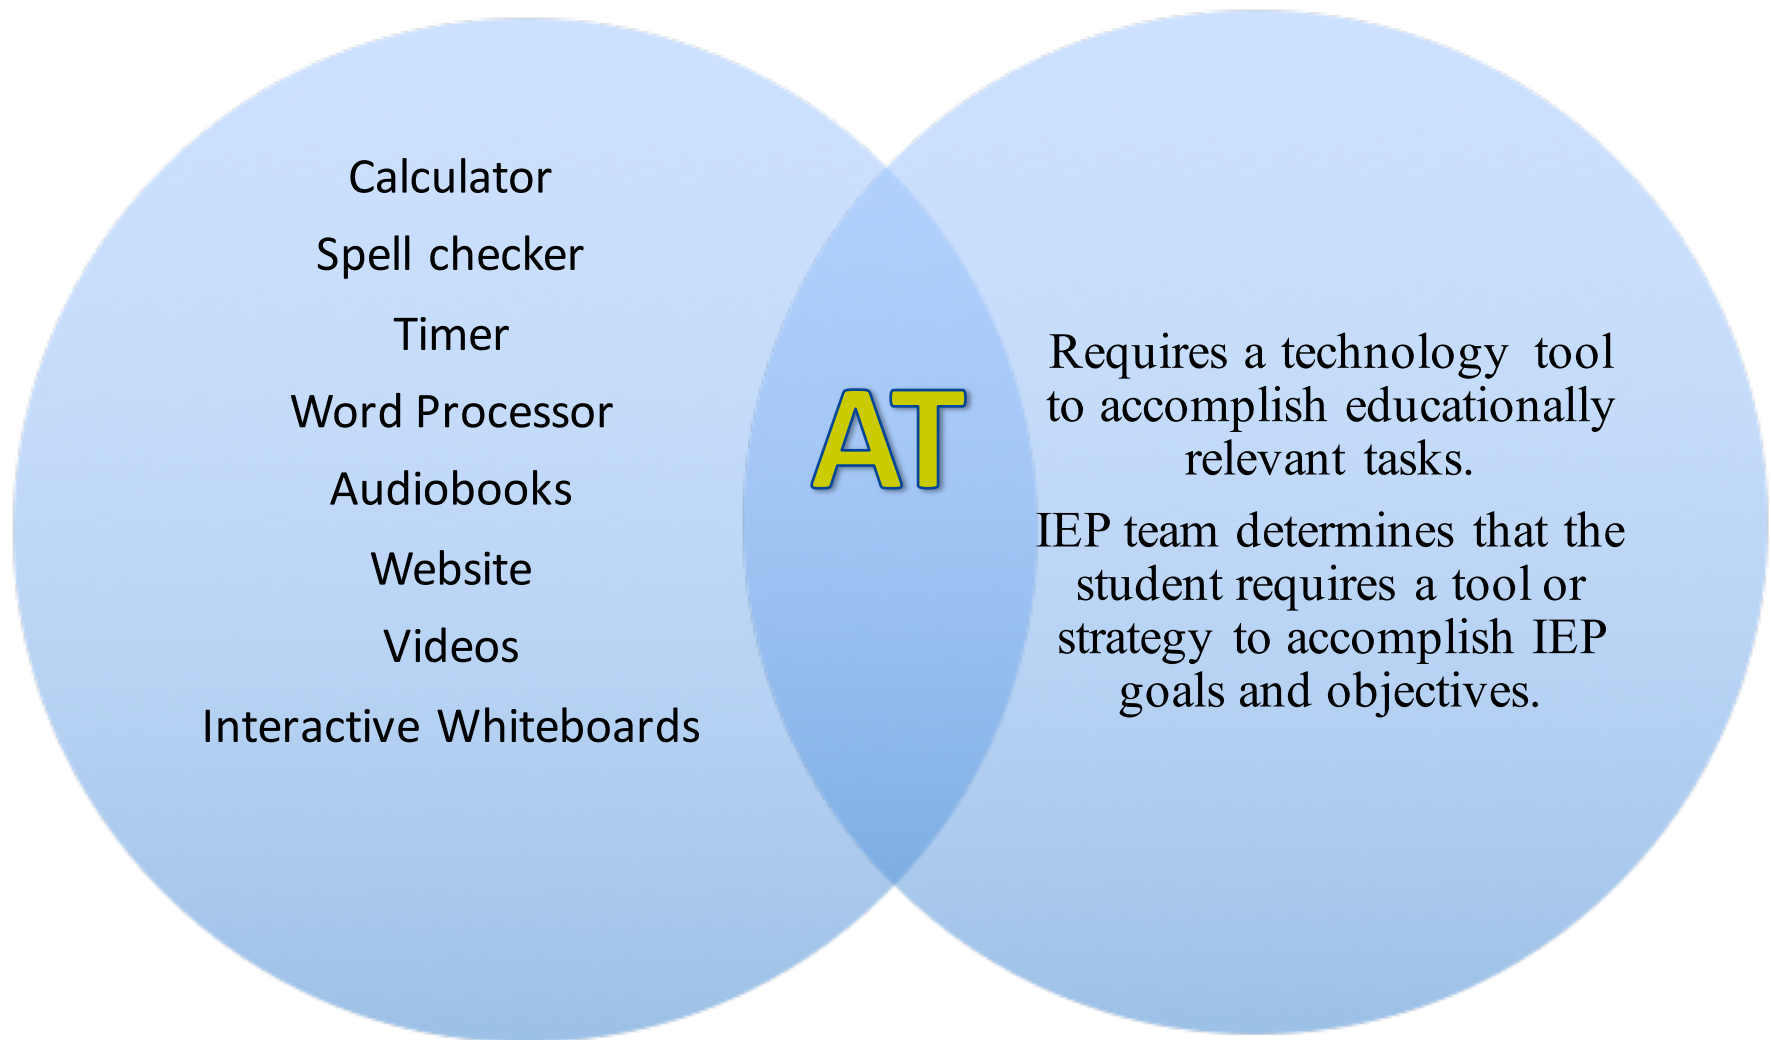 Calculator
Spell checker
Timer
Word Processor
Audiobooks
Website
Videos
Interactive Whiteboards
AT
Requires a technology tool
to accomplish educationally
relevant tasks.
IEP team determines that the
student requires a tool or
strategy to accomplish IEP
goals and objectives.